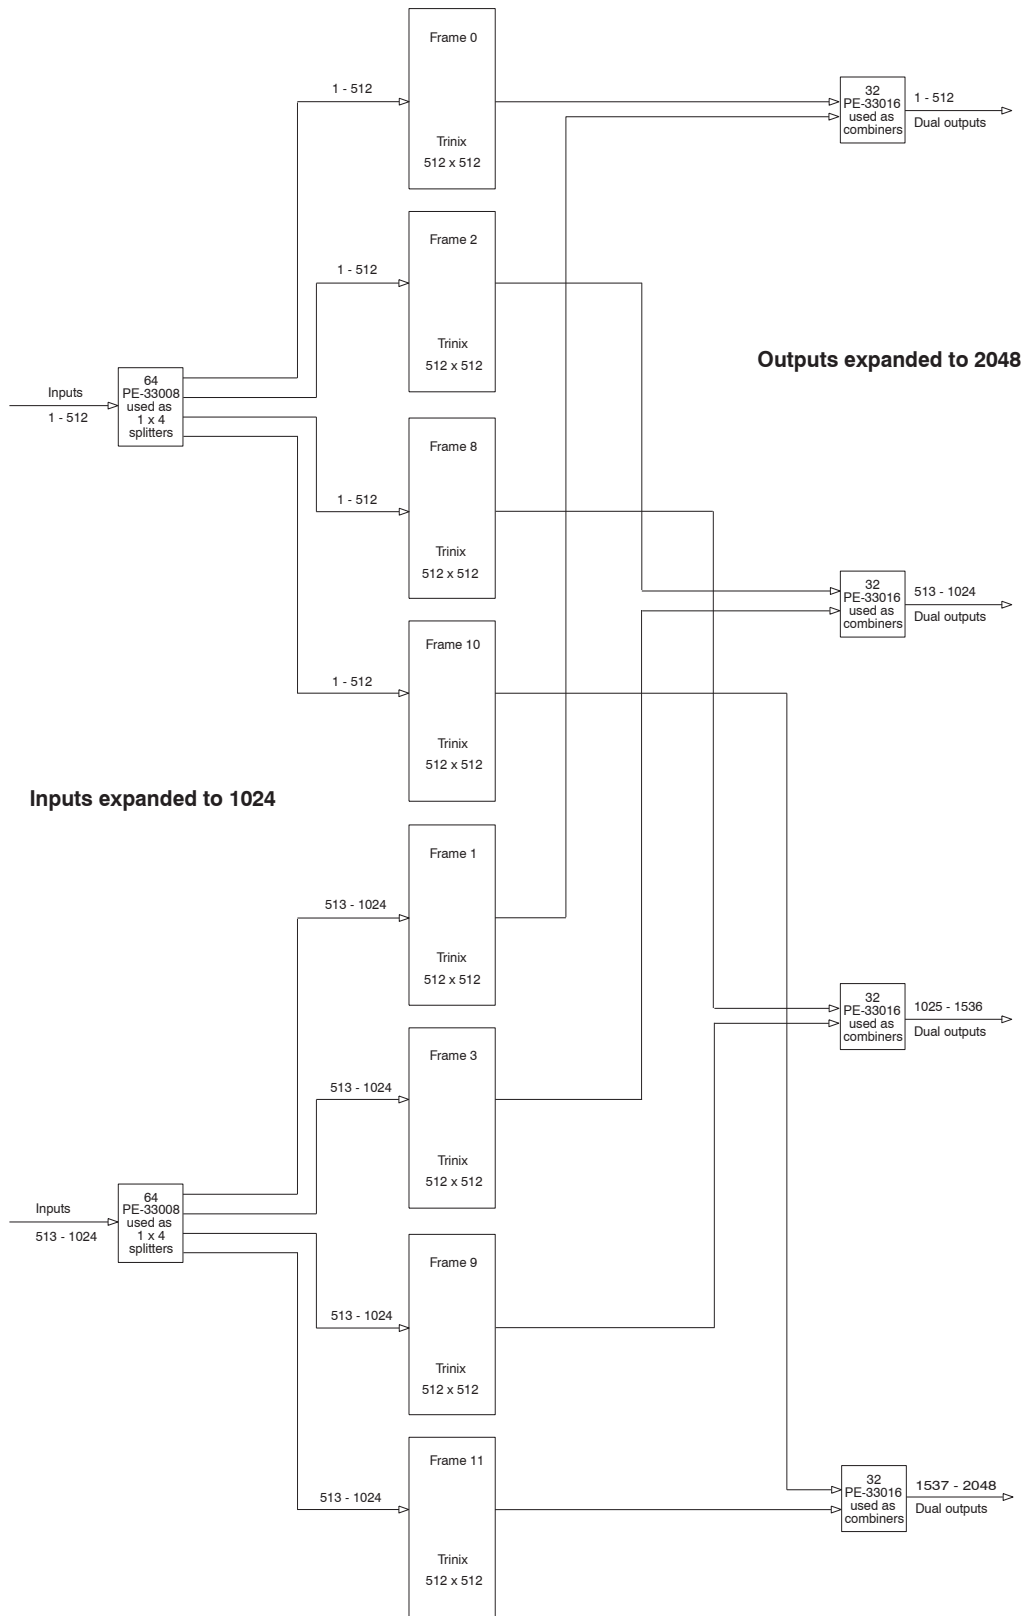 Frame 0
1 - 512
Trinix
512 x 512
32
PE-33016
used as
combiners
1 - 512
Dual outputs
Frame 2
1 - 512
Trinix
512 x 512
Outputs expanded to 2048
Inputs
1 - 512
64
PE-33008
used as
1 x 4
splitters
Frame 8
1 - 512
Trinix
512 x 512
32
PE-33016
used as
combiners
513 - 1024
Dual outputs
Frame 10
1 - 512
Trinix
512 x 512
Inputs expanded to 1024
Frame 1
513 - 1024
Trinix
512 x 512
32
PE-33016
used as
combiners
1025 - 1536
Dual outputs
Frame 3
513 - 1024
Trinix
512 x 512
Inputs
513 - 1024
64
PE-33008
used as
1 x 4
splitters
Frame 9
513 - 1024
Trinix
512 x 512
Frame 11
513 - 1024
Trinix
512 x 512
32
PE-33016
used as
combiners
1537 - 2048
Dual outputs